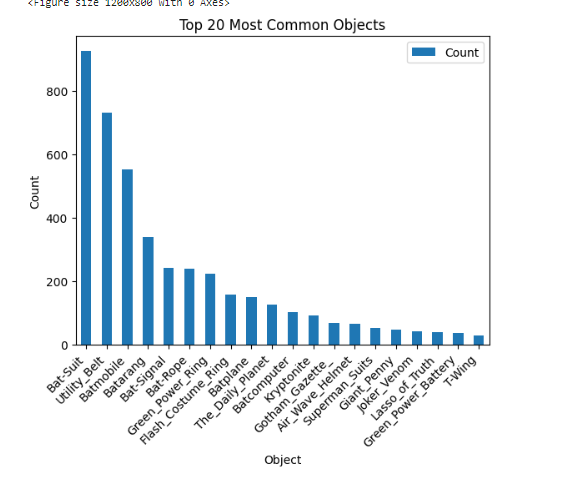 <Figure size 1200x800 with 0 Axes>
Top 20 Most Common Objects
Count
800
600
400
200
0
Count
Bat-Suit
Utility_Belt
Batmobile
Batarang
Bat-Signal
Bat-Rope
Green_Power_Ring
Flash_Costume_Ring
Batplane
The_Daily_Planet
Batcomputer
Kryptonite
Gotham_Gazette_
Air_Wave_Helmet
Superman_Suits
Giant_Penny
Joker_Venom
Lasso_of_Truth
Green_Power_Battery
T-Wing
Object